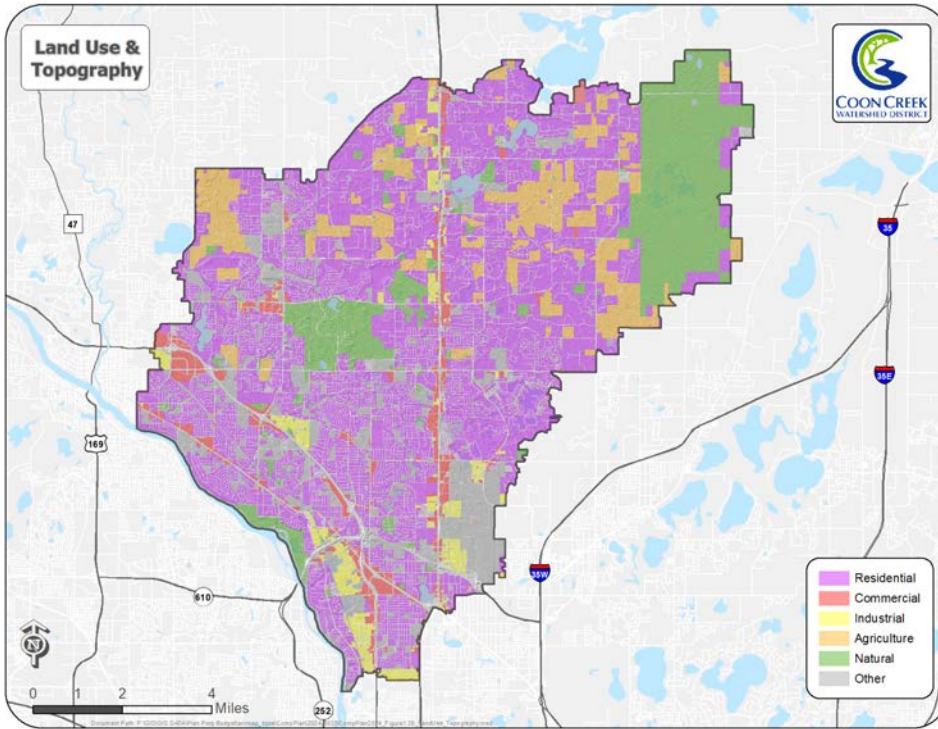 Land Use &
Topography
COON CREEK
WATERSHED DISTRICT
47
35
35E
169
35W
610
252
Residential
Commercial
Industrial
Agriculture
Natural
Other
N
0 1 2 4
Miles